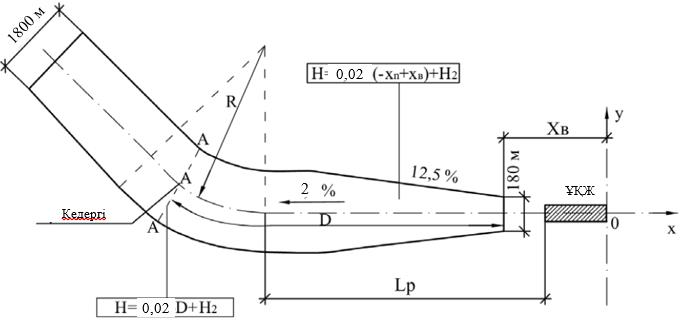 1800 м
H= 0,02 (-xп+xв)+H2
R
A
Xв
y
12,5 %
180 м
ҰҚЖ
A
2 %
Кедергі
D
0
x
A
H= 0,02 D+H2
Lp